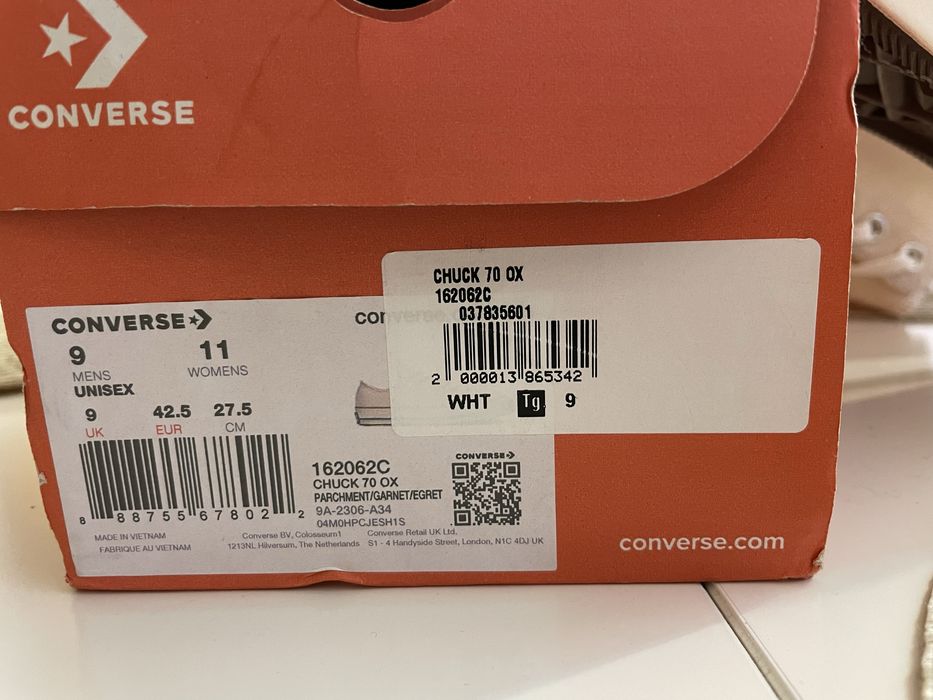 CONVERSE
CHUCK 70 OX
162062C
037835601
2 000013 865342
WHT Tg. 9
CONVERSE
9 11
MENS WOMENS
UNISEX
9 42.5 27.5
UK EUR CM
8 88755 67802 2
162062C
CHUCK 70 OX
PARCHMENT/GARNET/EGRET
9A-2306-A34
04M0HPCJESH1S
CONVERSE
MADE IN VIETNAM
FABRIQUE AU VIETNAM
Converse BV, Colosseum1
1213NL Hilversum, The Netherlands
Converse Retail UK Ltd.
S1 - 4 Handyside Street, London, N1C 4DJ UK
converse.com